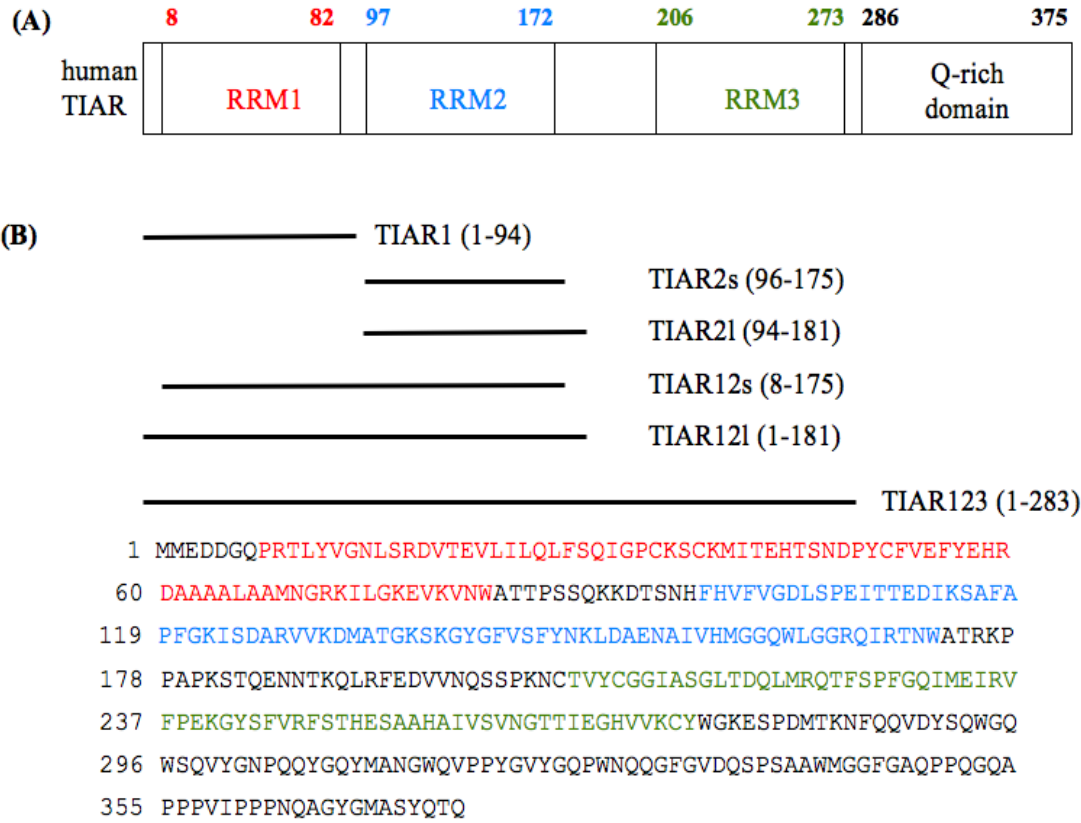 (A) 8 82 97 172 206 273 286 375
human
TIAR
RRM1 RRM2 RRM3
Q-rich
domain
(B)
TIAR1 (1-94)
TIAR2s (96-175)
TIAR2l (94-181)
TIAR12s (8-175)
TIAR12l (1-181)
TIAR123 (1-283)
1 MMEDDGQPRTLYVGNLSRDVTEVLILQLFSQIGPCKSCKMITEHTSNDPYCFVEFYEHR
60 DAAAALAAMNGRKILGKEVKVNWATTPSSQKKDTSNHFHVFVGDLSPEITTEDIKSAFA
119 PFGKISDARVVKDMATGKSKGYGFVSFYNKLDAENAIVHMGGQWLGGRQIRTNWATRKP
178 PAPKSTQENNTKQLRFEDVVNQSSPKNCTVYCGGIASGLTDQLMRQTFSPFGQIMEIRV
237 FPEKGYSFVRFSTHESAAHAIVSVNGTTIEGHVVKCYWGKESPDMTKNFQQVDYSQWGQ
296 WSQVYGNPQQYGQYMANGWQVPPYGVYGQPWNQQGFGVDQSPSAAWMGGFGAQPPQGQA
355 PPPVIPPPNQAGYGMASYQTQ